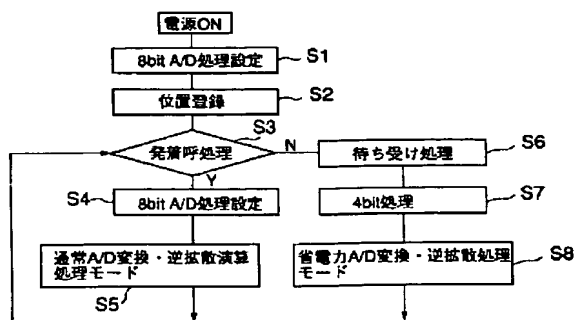 電源ON
8bit A/D処理設定
S1
位置登録
S2
発着呼処理
S3
N
Y
待ち受け処理
S6
S4
8bit A/D処理設定
4bit処理
S7
通常A/D変換・逆拡散演算
処理モード
S5
省電力A/D変換・逆拡散処理
モード
S8